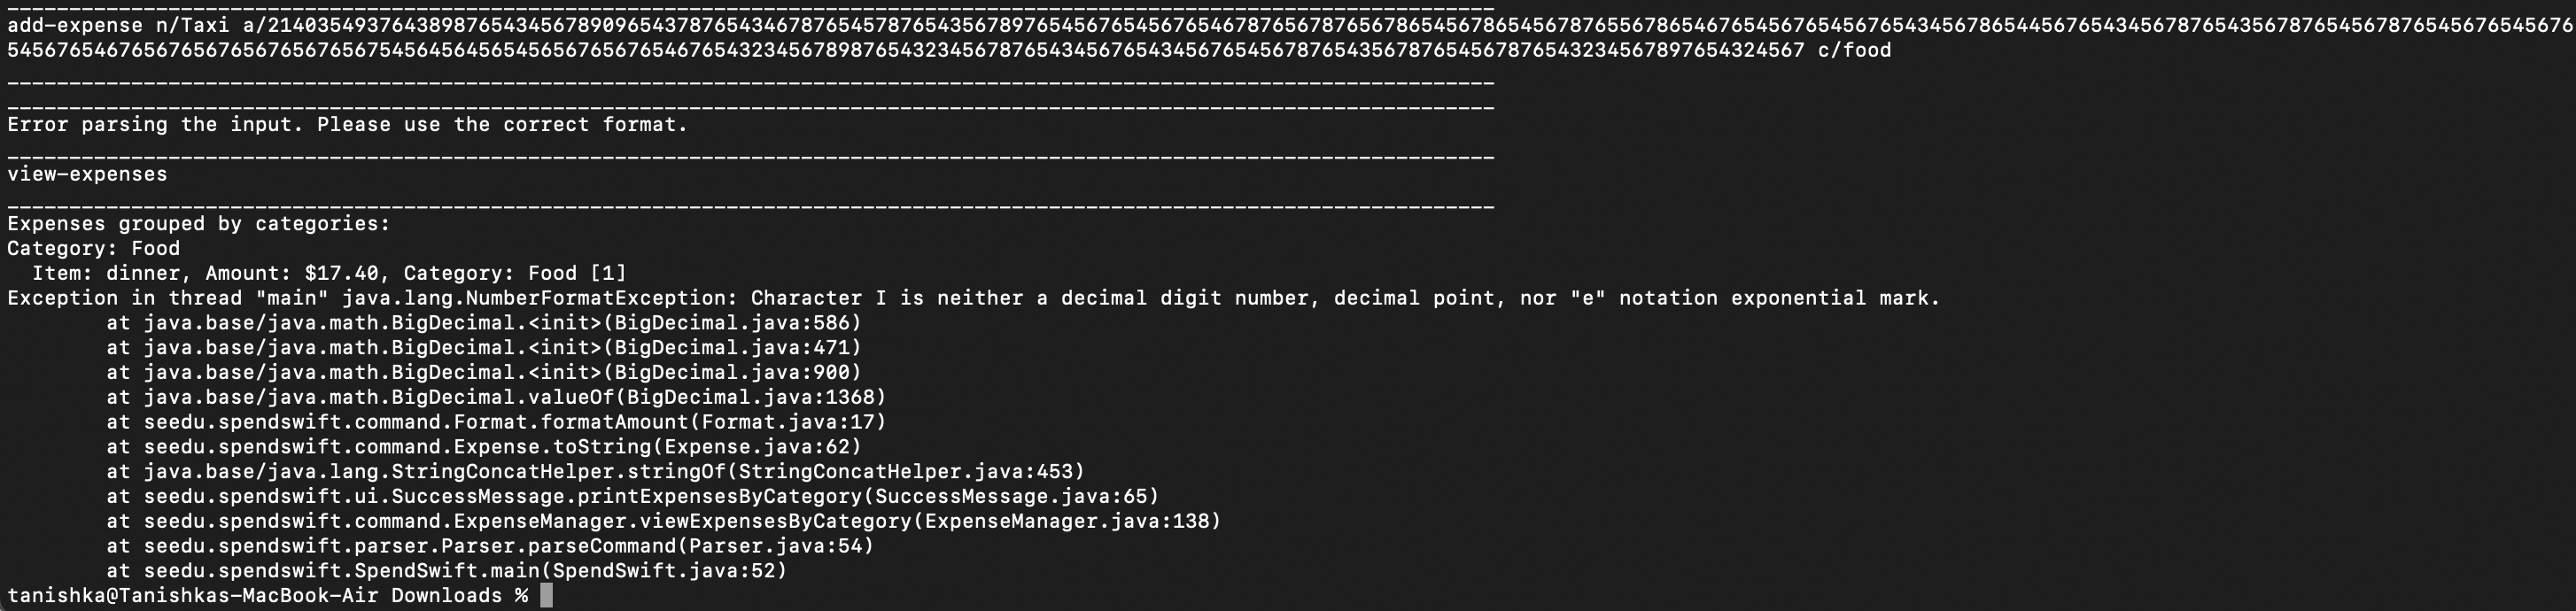 add-expense n/Taxi a/2140354937643898765434567890965437876543467876545787654356789765456765456765467876567876567865456786545678765567865467654567654567654345678654456765434567876543567876545678765456765456765
545676546765676567656765676567545645645654565676567654676543234567898765432345678765434567654345676545678765435678765456787654323456789765432​4567 c/food
Error parsing the input. Please use the correct format.
view-expenses
Expenses grouped by categories:
Category: Food
Item: dinner, Amount: $17.40, Category: Food [1]
Exception in thread "main" java.lang.NumberFormatException: Character I is neither a decimal digit number, decimal point, nor "e" notation exponential mark.
at java.base/java.math.BigDecimal.<init>(BigDecimal.java:586)
at java.base/java.math.BigDecimal.<init>(BigDecimal.java:471)
at java.base/java.math.BigDecimal.<init>(BigDecimal.java:900)
at java.base/java.math.BigDecimal.valueOf(BigDecimal.java:1368)
at seedu.spendswift.command.Format.formatAmount(Format.java:17)
at seedu.spendswift.command.Expense.toString(Expense.java:62)
at java.base/java.lang.StringConcatHelper.stringOf(StringConcatHelper.java:453)
at seedu.spendswift.ui.SuccessMessage.printExpensesByCategory(SuccessMessage.java:65)
at seedu.spendswift.command.ExpenseManager.viewExpensesByCategory(ExpenseManager.java:138)
at seedu.spendswift.parser.Parser.parseCommand(Parser.java:54)
at seedu.spendswift.SpendSwift.main(SpendSwift.java:52)
tanishka@Tanishkas-MacBook-Air Downloads %